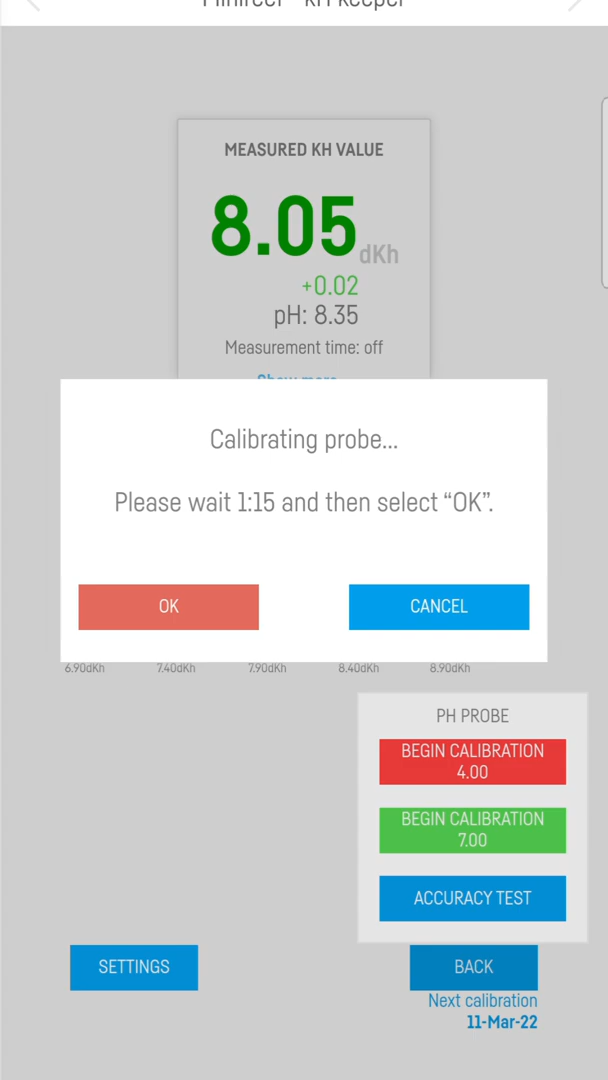 MEASURED KH VALUE
8.05 dKh
+0.02
pH: 8.35
Measurement time: off
Calibrating probe...
Please wait 1:15 and then select “OK”.
OK
CANCEL
6.90dKh 7.40dKh 7.90dKh 8.40dKh 8.90dKh
PH PROBE
BEGIN CALIBRATION
4.00
BEGIN CALIBRATION
7.00
ACCURACY TEST
SETTINGS
BACK
Next calibration
11-Mar-22